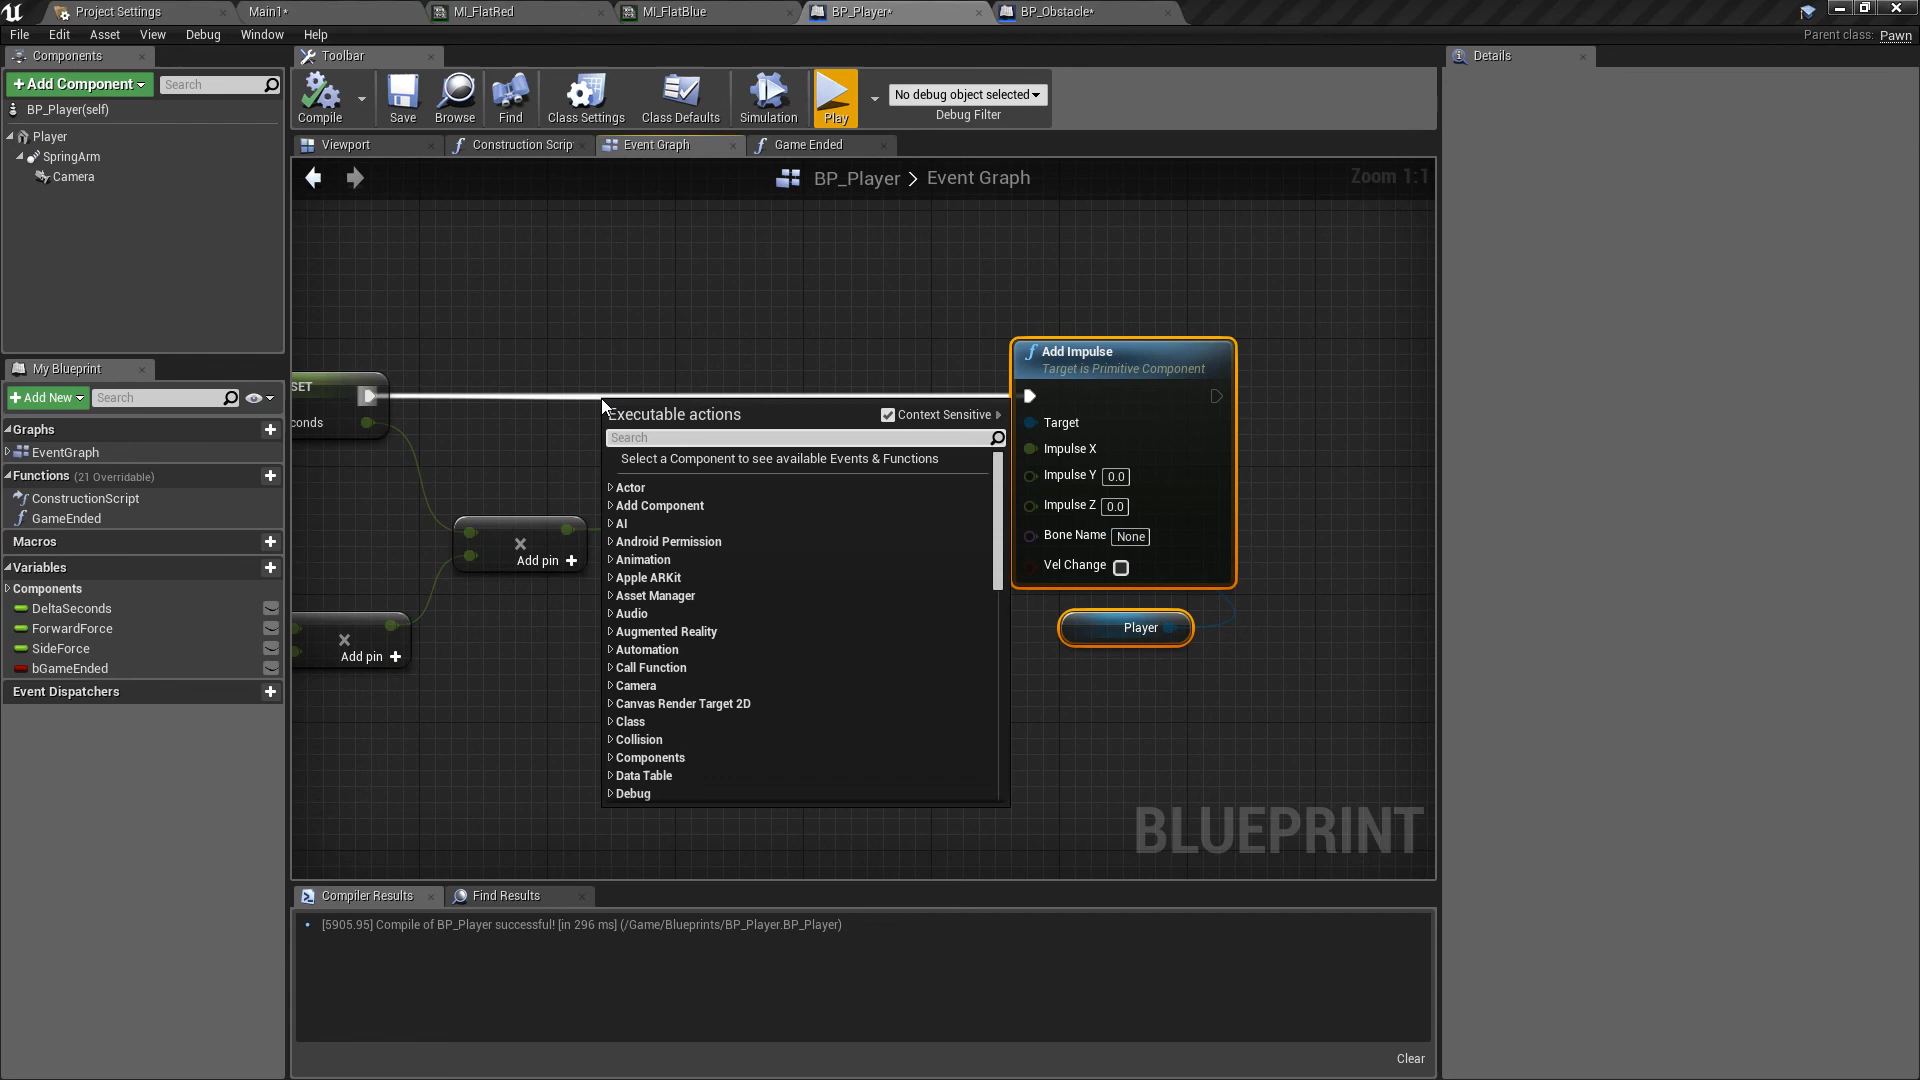 Project Settings
Main1*
MI_FlatRed
MI_FlatBlue
BP_Player*
BP_Obstacle*
File Edit Asset View Debug Window Help
Parent class: Pawn
Components
+Add Component
Search
BP_Player(self)
Player
SpringArm
Camera
Toolbar
Compile
Save
Browse
Find
Class Settings
Class Defaults
Simulation
Play
No debug object selected
Debug Filter
Details
Viewport
Construction Scrip
Event Graph
Game Ended
BP_Player > Event Graph
Zoom 1:1
My Blueprint
+Add New
Search
Graphs
EventGraph
Functions (21 Overridable)
ConstructionScript
GameEnded
Macros
Variables
Components
DeltaSeconds
ForwardForce
SideForce
bGameEnded
Event Dispatchers
SET
conds
Add pin +
Add pin +
Executable actions
Context Sensitive
Search
Select a Component to see available Events & Functions
Actor
Add Component
AI
Android Permission
Animation
Apple ARKit
Asset Manager
Audio
Augmented Reality
Automation
Call Function
Camera
Canvas Render Target 2D
Class
Collision
Components
Data Table
Debug
Add Impulse
Target is Primitive Component
Target
Impulse X
Impulse Y 0.0
Impulse Z 0.0
Bone Name None
Vel Change
Player
BLUEPRINT
Compiler Results
Find Results
[5905.95] Compile of BP_Player successful! [in 296 ms] (/Game/Blueprints/BP_Player.BP_Player)
Clear